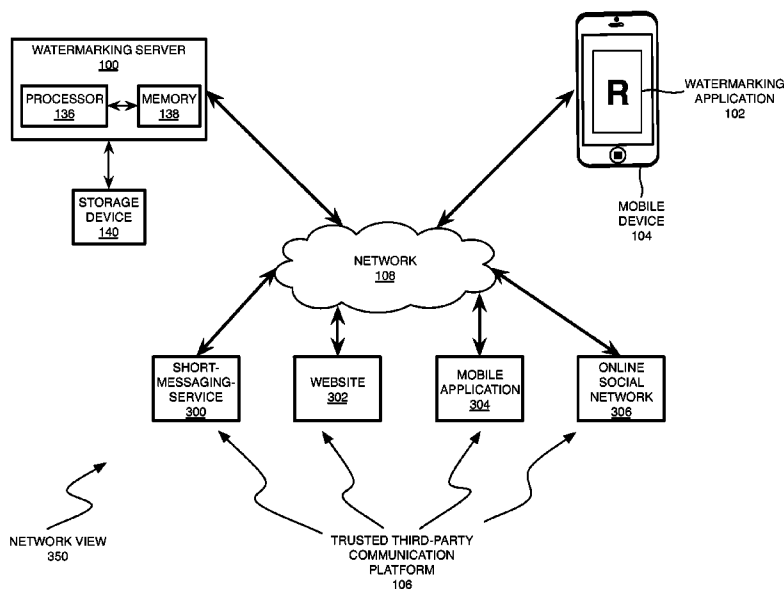 WATERMARKING SERVER
100
PROCESSOR
136
MEMORY
138
STORAGE
DEVICE
140
R
WATERMARKING
APPLICATION
102
MOBILE
DEVICE
104
NETWORK
108
SHORT-
MESSAGING-
SERVICE
300
WEBSITE
302
MOBILE
APPLICATION
304
ONLINE
SOCIAL
NETWORK
306
NETWORK VIEW
350
TRUSTED THIRD-PARTY
COMMUNICATION
PLATFORM
106